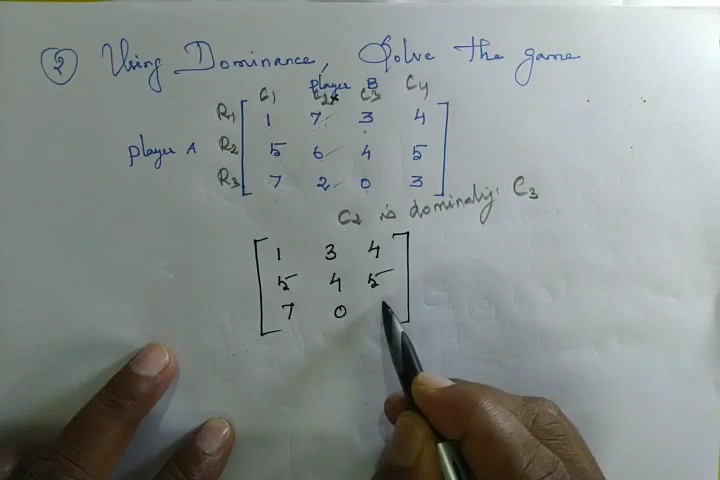 ② Using Dominance, Solve the game
player B
C1 C2* C3 C4
R1 1 7 3 4
player A R2 5 6 4 5
R3 7 2 0 3
C2 is dominatig. C3
1 3 4
5 4 5
7 0